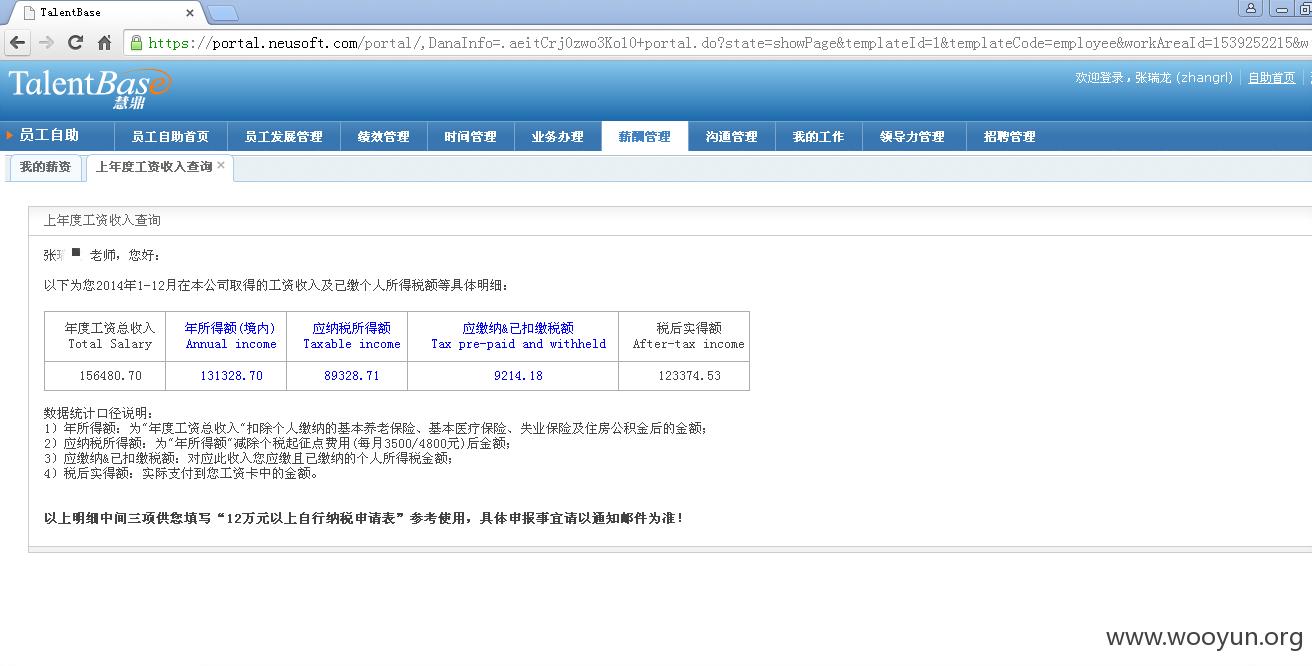 TalentBase
https://portal.neusoft.com/portal/,DanaInfo=.aeitCrj0zwo3Ko10+portal.do?state=showPage&templateId=1&templateCode=employee&workAreaId=1539252215&w
TalentBase
慧鼎
欢迎登录，张瑞龙 (zhangrl) 自助首页
员工自助 员工自助首页 员工发展管理 绩效管理 时间管理 业务办理 薪酬管理 沟通管理 我的工作 领导力管理 招聘管理
我的薪资 上年度工资收入查询
上年度工资收入查询
张 老师，您好：
以下为您2014年1-12月在本公司取得的工资收入及已缴个人所得税额等具体明细：
年度工资总收入 年所得额(境内) 应纳税所得额 应缴纳&已扣缴税额 税后实得额
Total Salary Annual income Taxable income Tax pre-paid and withheld After-tax income
156480.70 131328.70 89328.71 9214.18 123374.53
数据统计口径说明：
1）年所得额：为"年度工资总收入"扣除个人缴纳的基本养老保险、基本医疗保险、失业保险及住房公积金后的金额；
2）应纳税所得额：为"年所得额"减除个税起征点费用(每月3500/4800元)后金额；
3）应缴纳&已扣缴税额：对应此收入您应缴且已缴纳的个人所得税金额；
4）税后实得额：实际支付到您工资卡中的金额。
以上明细中间三项供您填写“12万元以上自行纳税申请表”参考使用，具体申报事宜请以通知邮件为准！
www.wooyun.org